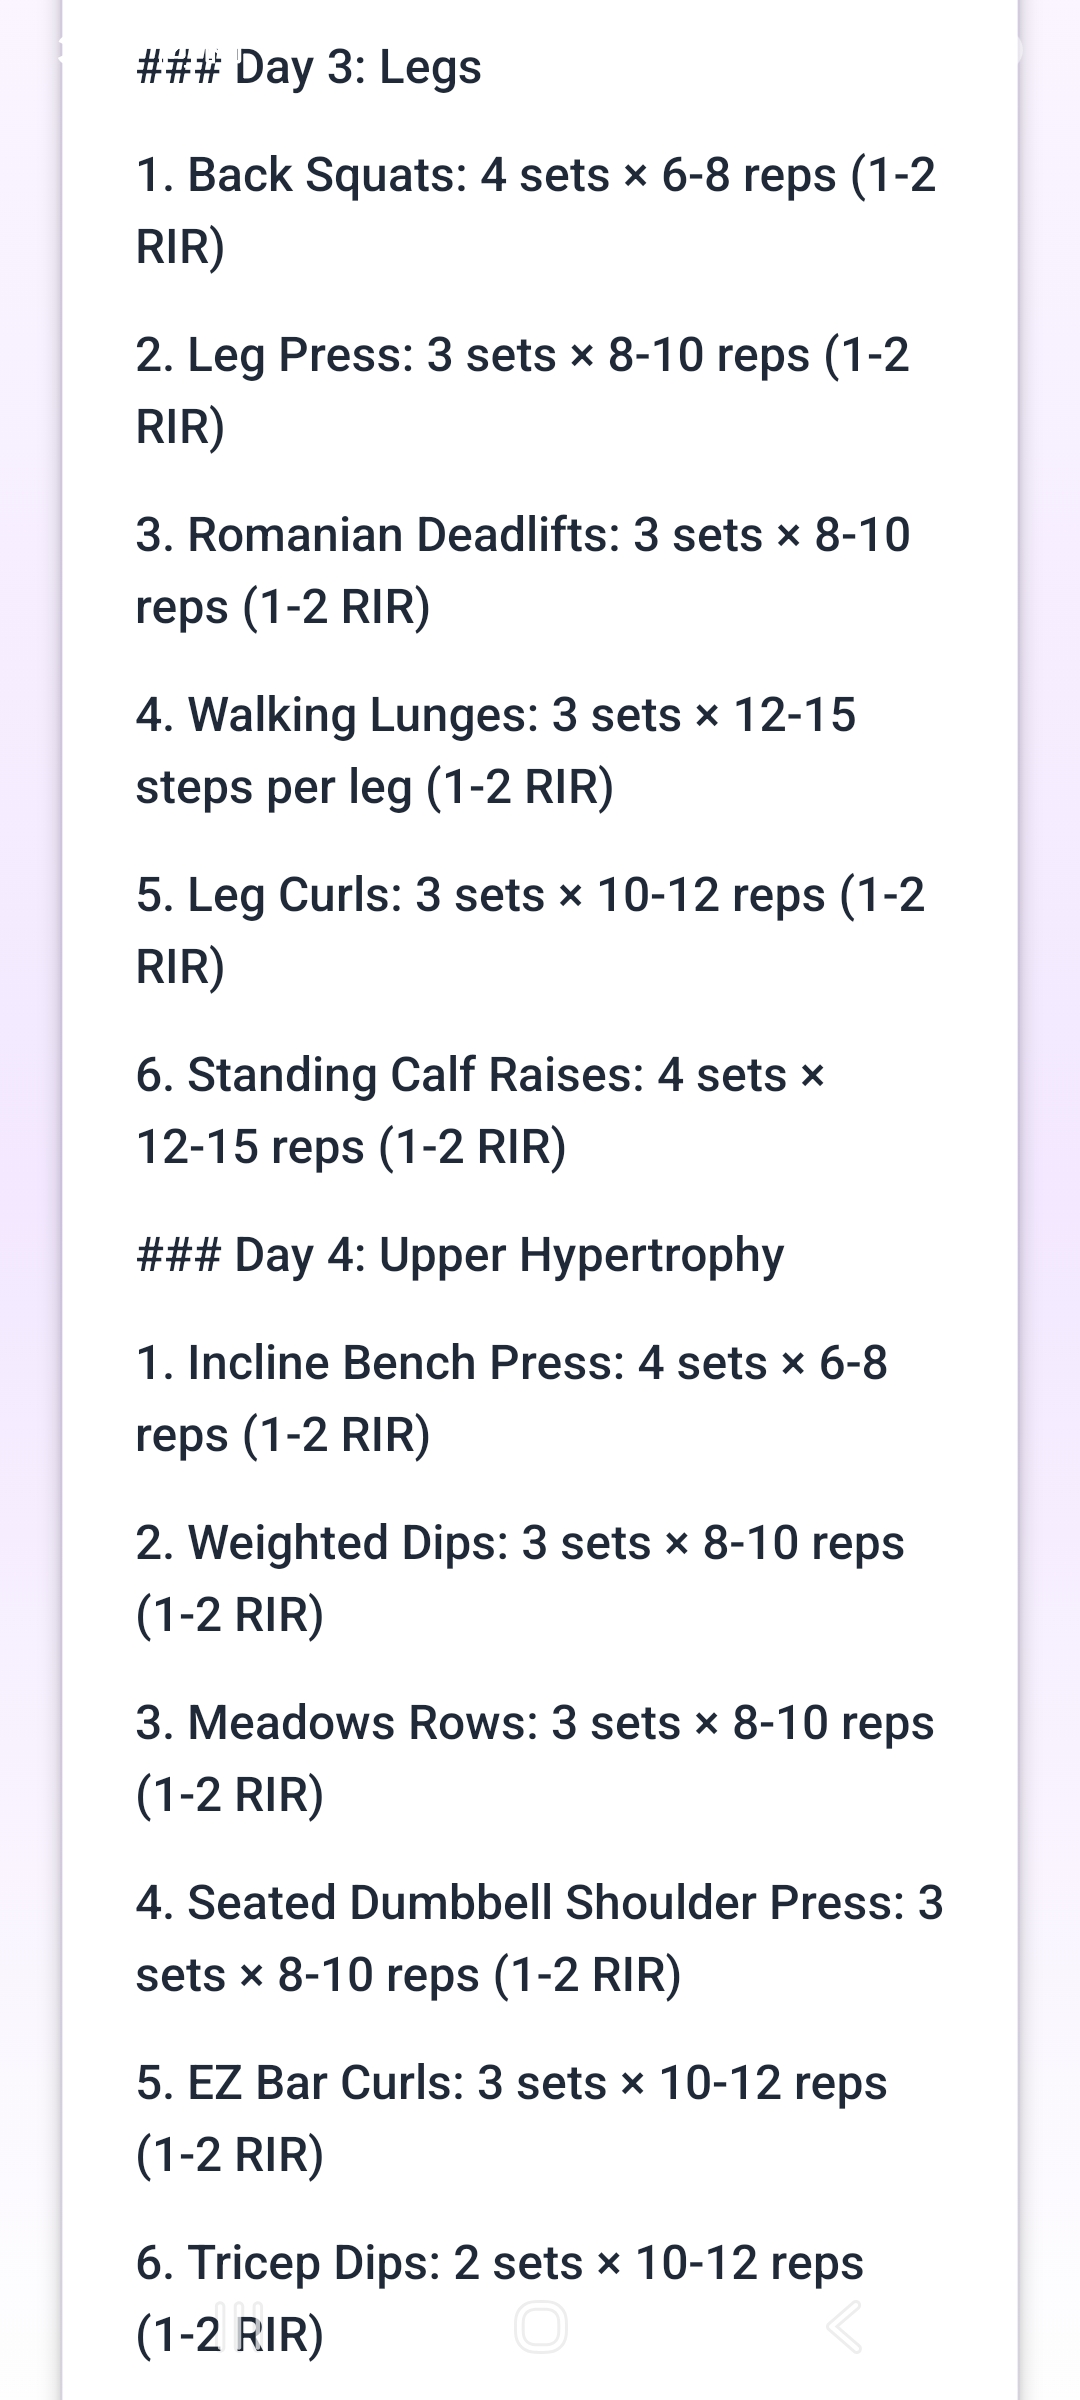 ### Day 3: Legs
1. Back Squats: 4 sets × 6-8 reps (1-2
RIR)
2. Leg Press: 3 sets × 8-10 reps (1-2
RIR)
3. Romanian Deadlifts: 3 sets × 8-10
reps (1-2 RIR)
4. Walking Lunges: 3 sets × 12-15
steps per leg (1-2 RIR)
5. Leg Curls: 3 sets × 10-12 reps (1-2
RIR)
6. Standing Calf Raises: 4 sets ×
12-15 reps (1-2 RIR)
### Day 4: Upper Hypertrophy
1. Incline Bench Press: 4 sets × 6-8
reps (1-2 RIR)
2. Weighted Dips: 3 sets × 8-10 reps
(1-2 RIR)
3. Meadows Rows: 3 sets × 8-10 reps
(1-2 RIR)
4. Seated Dumbbell Shoulder Press: 3
sets × 8-10 reps (1-2 RIR)
5. EZ Bar Curls: 3 sets × 10-12 reps
(1-2 RIR)
6. Tricep Dips: 2 sets × 10-12 reps
(1-2 RIR)